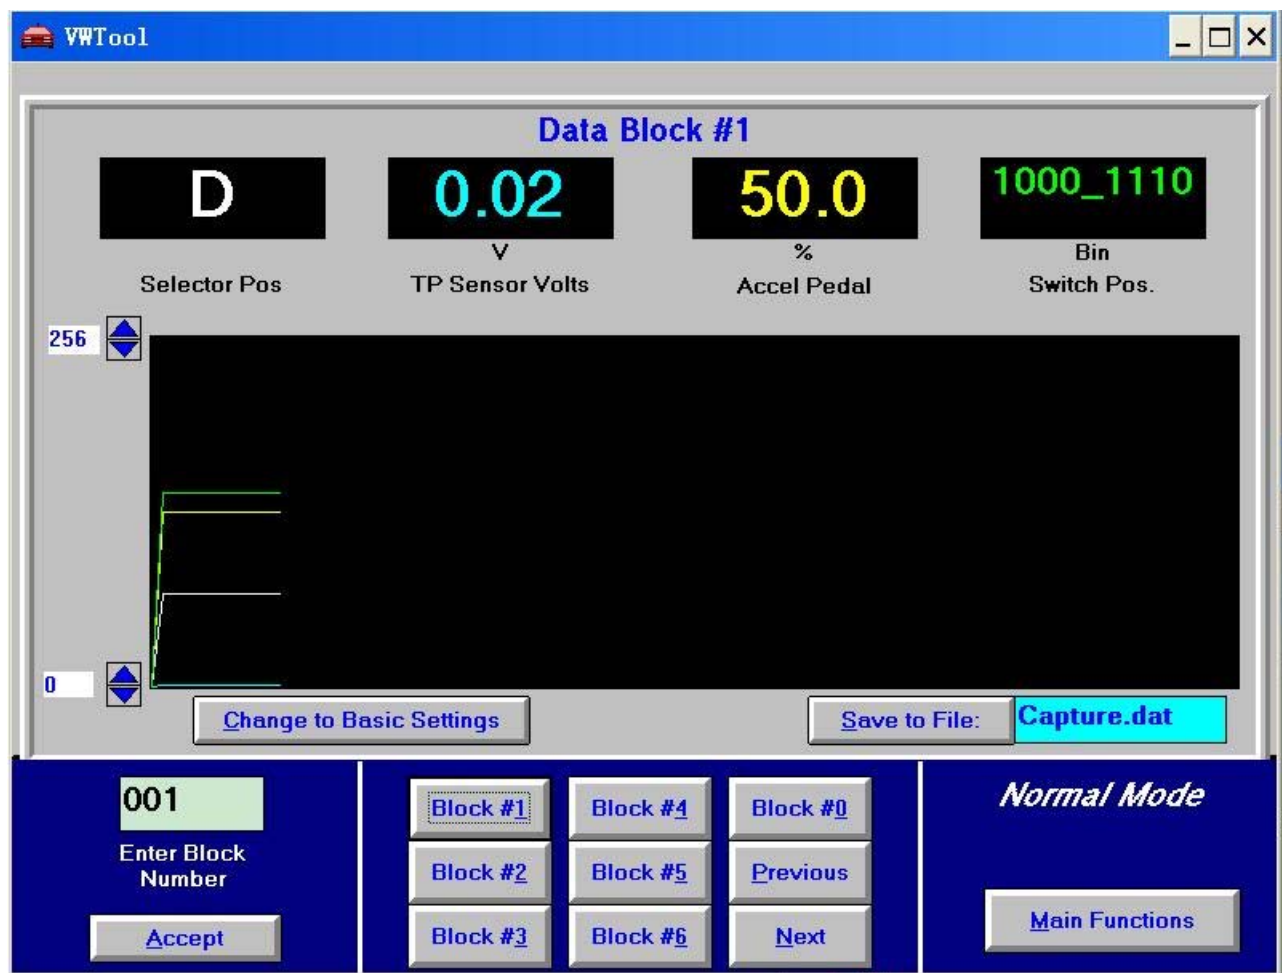 VWTool
Data Block #1
D
0.02
50.0
1000_1110
V
%
Bin
Selector Pos
TP Sensor Volts
Accel Pedal
Switch Pos.
256
0
Change to Basic Settings
Save to File:
Capture.dat
001
Enter Block
Number
Accept
Block #1
Block #4
Block #0
Block #2
Block #5
Previous
Block #3
Block #6
Next
Normal Mode
Main Functions